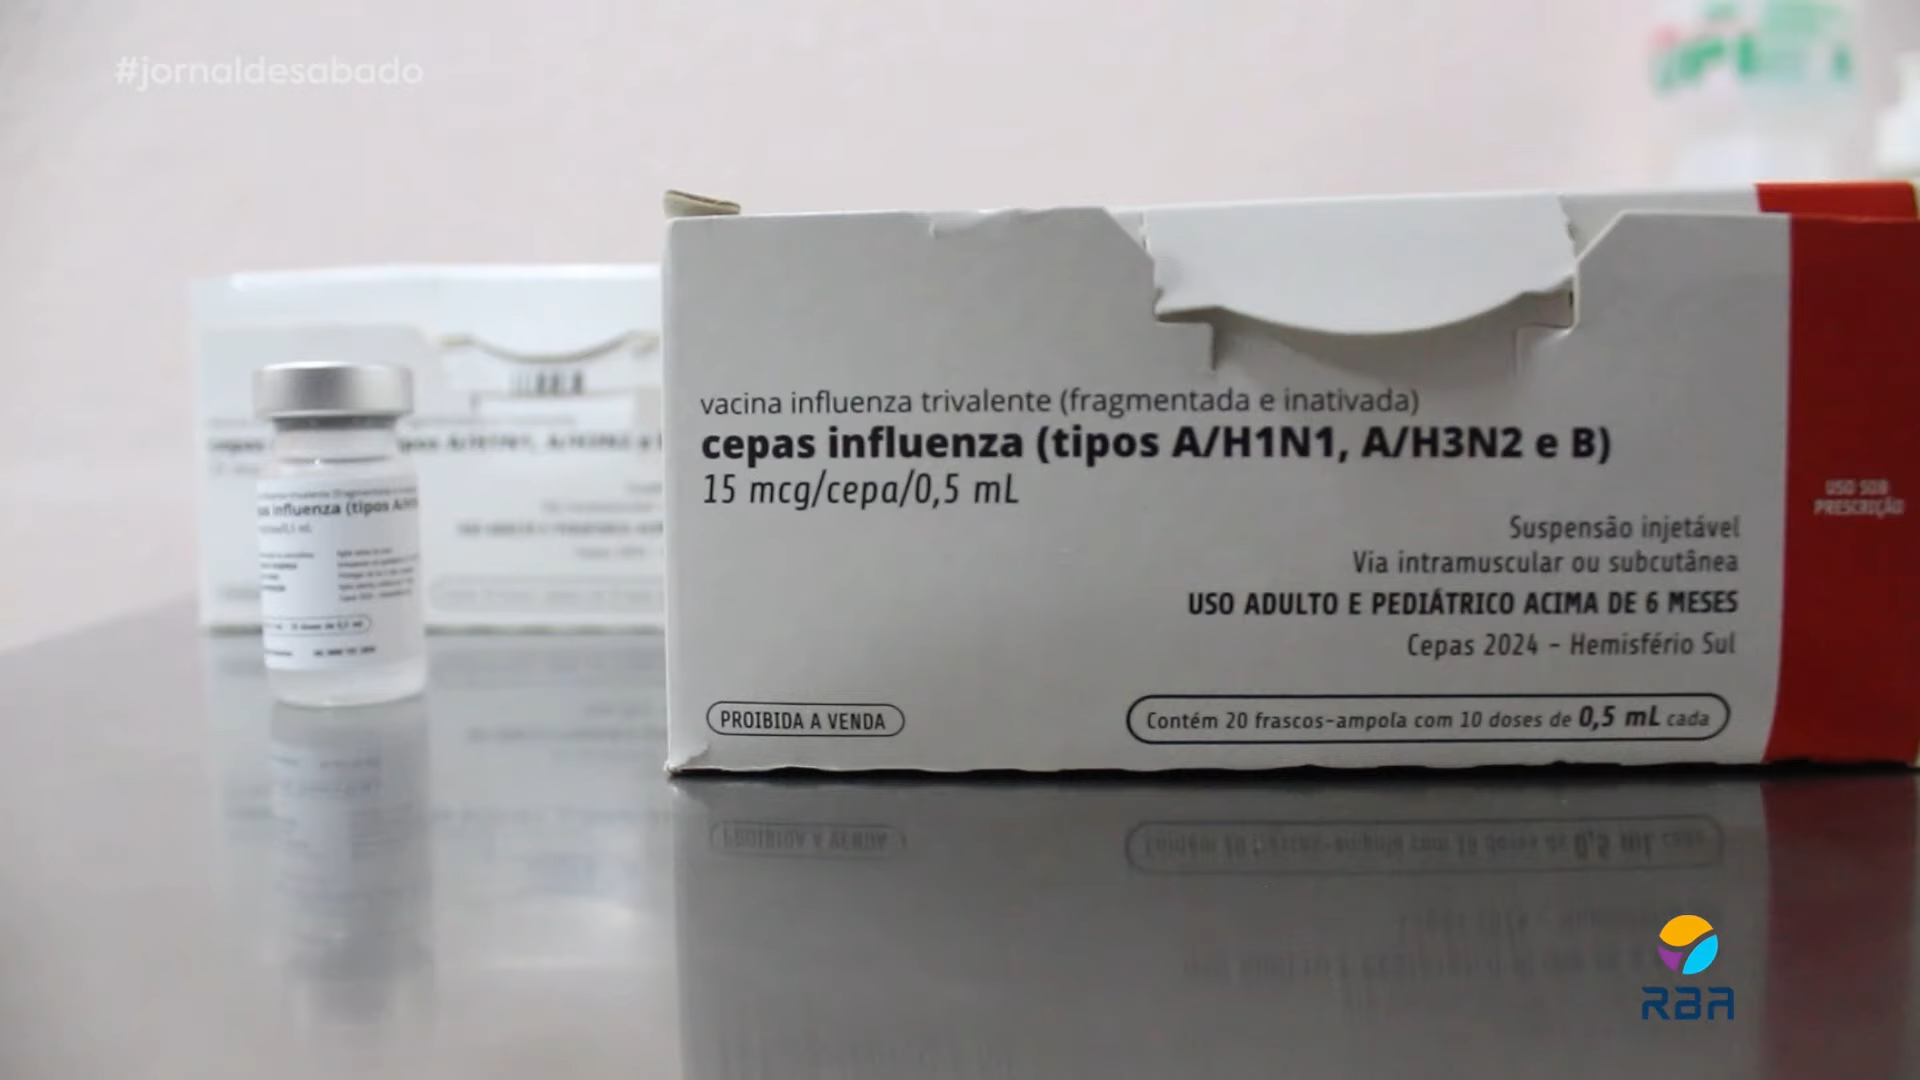 #jornaldesabado
vacina influenza trivalente (fragmentada e inativada)
cepas influenza (tipos A/H1N1, A/H3N2 e B)
15 mcg/cepa/0,5 mL
USO SOB
PRESCRIÇÃO
Suspensão injetável
Via intramuscular ou subcutânea
USO ADULTO E PEDIÁTRICO ACIMA DE 6 MESES
Cepas 2024 - Hemisfério Sul
PROIBIDA A VENDA
Contém 20 frascos-ampola com 10 doses de 0,5 mL cada
influenza (tipos
RBA